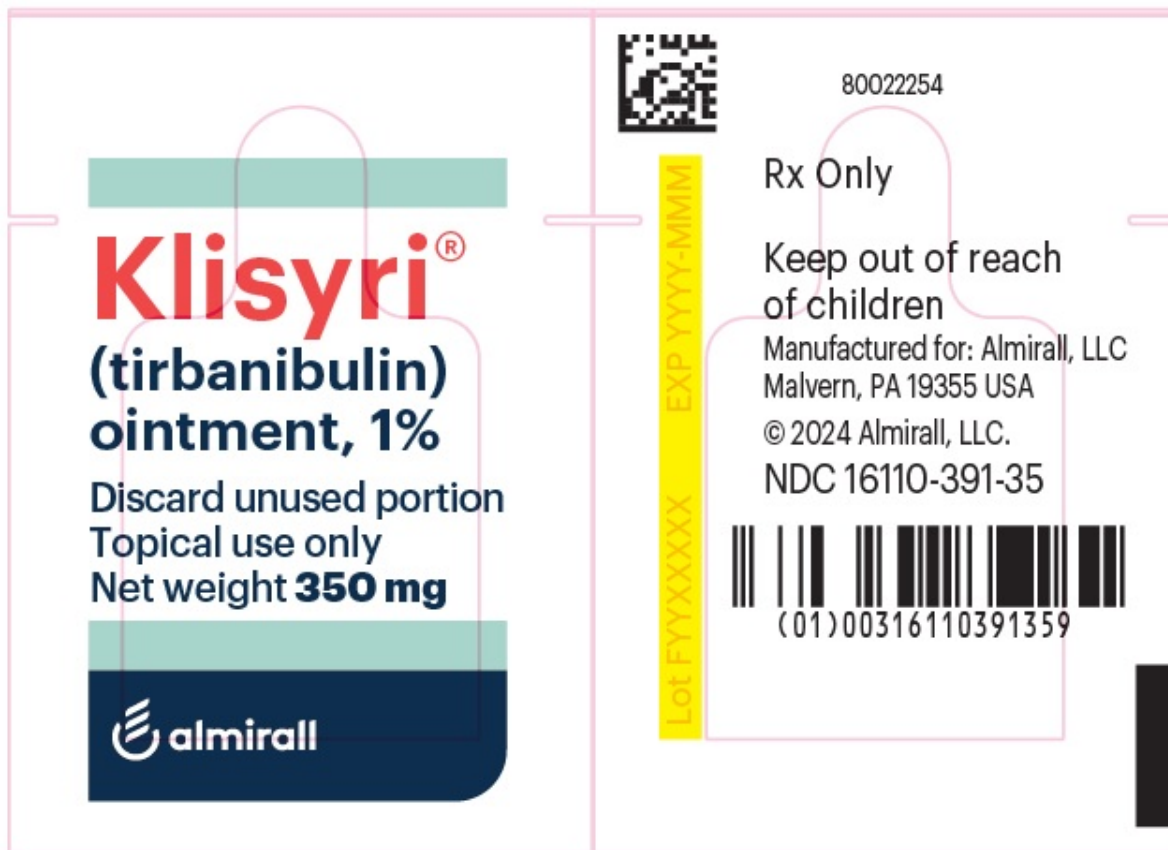 Klisyri®
(tirbanibulin)
ointment, 1%
Discard unused portion
Topical use only
Net weight 350 mg
almirall
80022254
Lot FYYXXXXX EXP YYYY-MMM
Rx Only
Keep out of reach
of children
Manufactured for: Almirall, LLC
Malvern, PA 19355 USA
© 2024 Almirall, LLC.
NDC 16110-391-35
(01)00316110391359